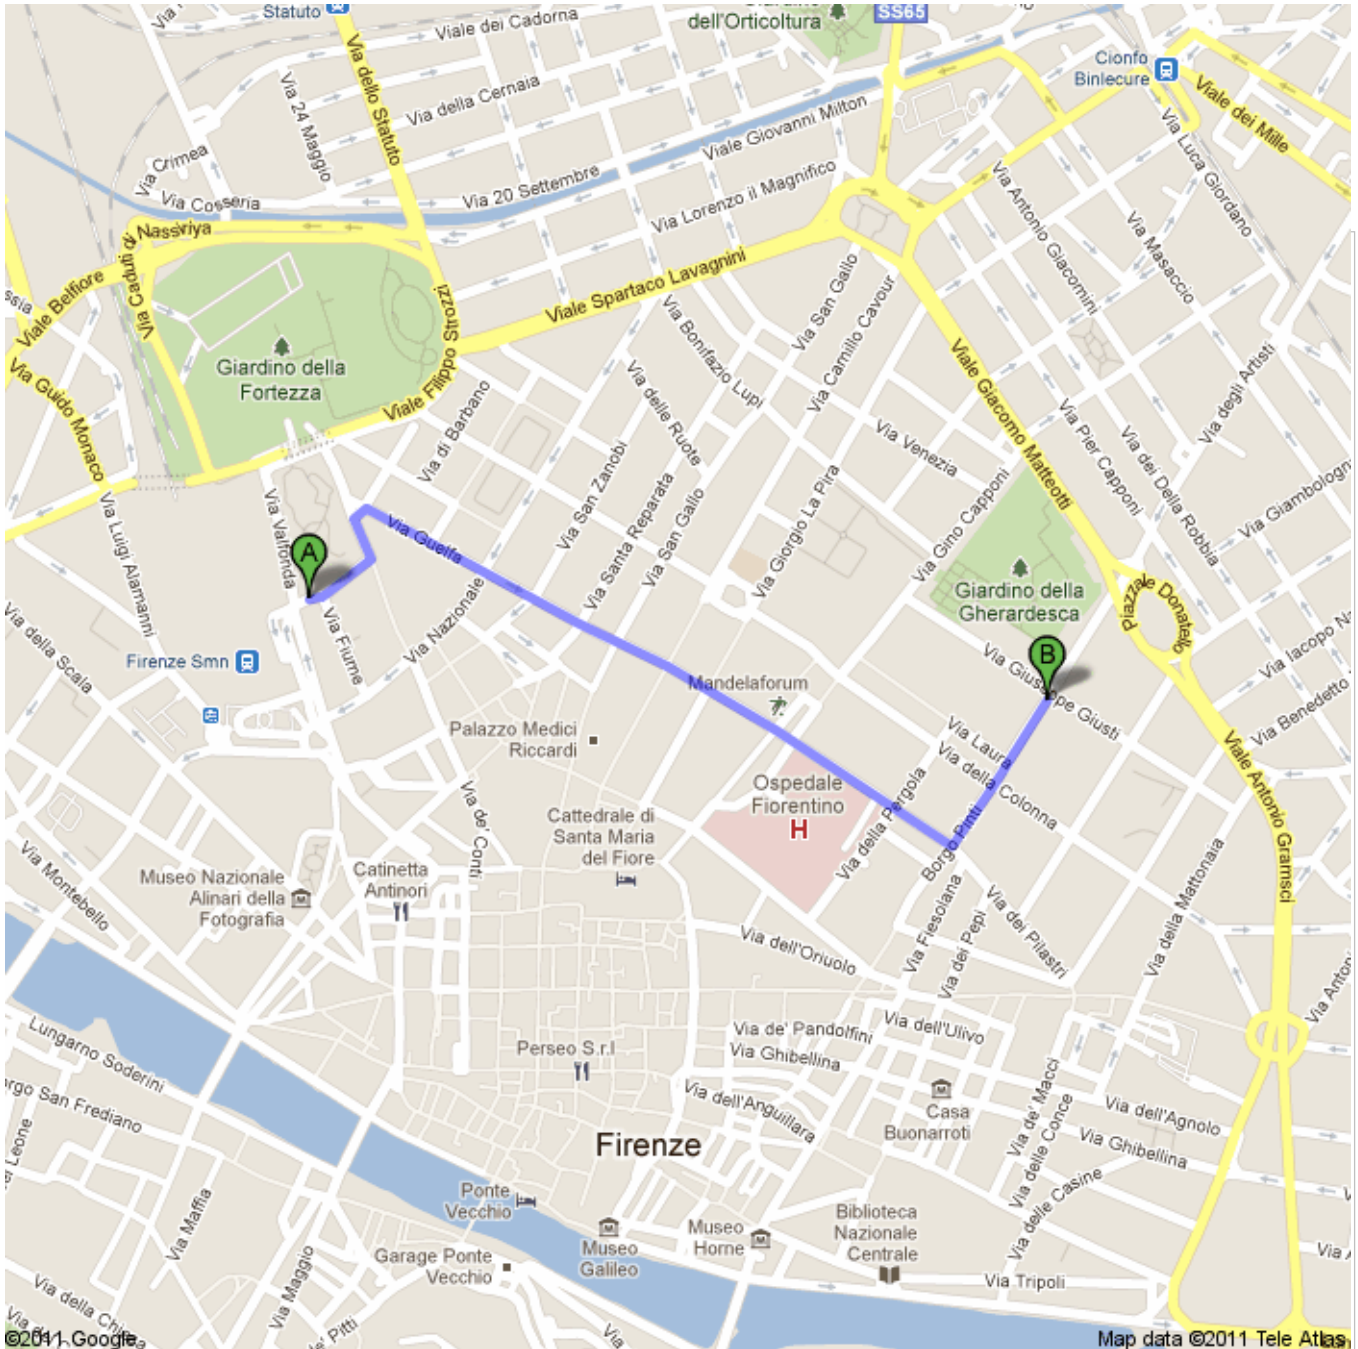 Statuto
Viale dei Cadorna
dell'Orticoltura
SS65
Cionfo
Binlecure
Viale dei Mille
Via dello Statuto
Via 24 Maggio
Via della Cernaia
Viale Giovanni Milton
Via Luca Giordano
Via Crimea
Via Cosseria
Via 20 Settembre
Via Lorenzo il Magnifico
Via Antonio Giacomini
Via Masaccio
Via Caduti di Nassiriya
Viale Belfiore
Viale Filippo Strozzi
Viale Spartaco Lavagnini
Via San Gallo
Via Camillo Cavour
Via Bonifazio Lupi
Via delle Ruote
Viale Giacomo Matteotti
Via degli Artisti
Via Guido Monaco
Giardino della
Fortezza
Via di Barbano
Via Venezia
Via Pier Capponi
Via dei Della Robbia
Via Giambologn
Via San Zanobi
Via Santa Reparata
Via San Gallo
Via Giorgio La Pira
Via Gino Capponi
Via Luigi Alamanni
Via Valfonda
A
Via Guelfa
Giardino della
Gherardesca
Piazzale Donatello
Via della Scala
Firenze Smn
Via Fiume
Via Nazionale
B
Via Giuseppe Giusti
Via Iacopo Na
Via Benedetto
Mandelaforum
Palazzo Medici
Riccardi
Via Laura
Via della Colonna
Viale Antonio Gramsci
Ospedale
Fiorentino
H
Via della Pergola
Borgo Pinti
Via de' Conti
Cattedrale di
Santa Maria
del Fiore
Via Montebello
Museo Nazionale
Alinari della
Fotografia
Catinetta
Antinori
Via Fiesolana
Via dei Pepi
Via dei Pilastri
Via della Mattonaia
Via dell'Oriuolo
Via Anton
Lungarno Soderini
orgo San Frediano
Perseo S.r.l
Via de' Pandolfini
Via Ghibellina
Via dell'Ulivo
Via dell'Anguillara
Casa
Buonarroti
Via de' Macci
Via delle Conce
Via dell'Agnolo
Via Ghibellina
Firenze
Via delle Casine
el Leone
Via Maffia
Via Maggio
Ponte
Vecchio
Garage Ponte
Vecchio
Museo
Galileo
Museo
Horne
Biblioteca
Nazionale
Centrale
Via Tripoli
Via della Chi
Via de
de' Pitti
©2011 Google
Map data ©2011 Tele Atlas